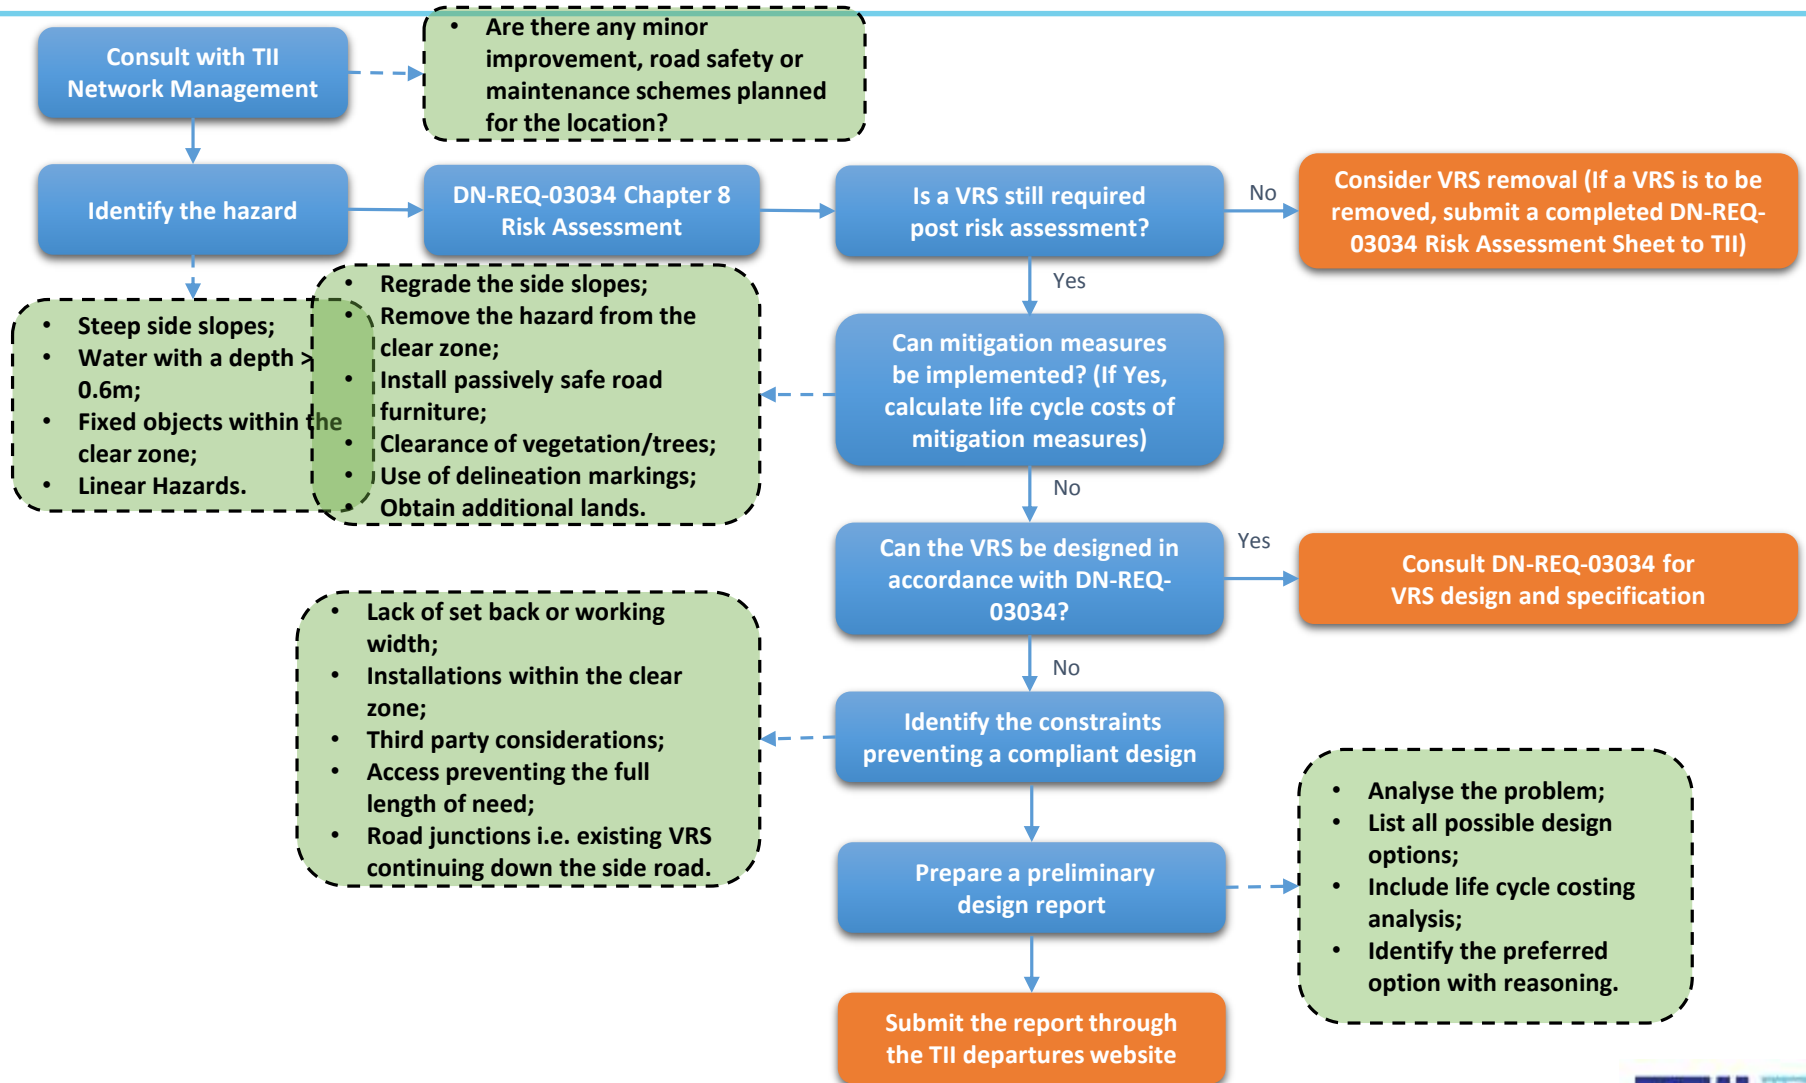 Consult with TII
Network Management
• Are there any minor
improvement, road safety or
maintenance schemes planned
for the location?
Identify the hazard
DN-REQ-03034 Chapter 8
Risk Assessment
Is a VRS still required
post risk assessment?
No
Consider VRS removal (If a VRS is to be
removed, submit a completed DN-REQ-
03034 Risk Assessment Sheet to TII)
Yes
• Steep side slopes;
• Water with a depth >
0.6m;
• Fixed objects within the
clear zone;
• Linear Hazards.
• Regrade the side slopes;
• Remove the hazard from the
clear zone;
• Install passively safe road
furniture;
• Clearance of vegetation/trees;
• Use of delineation markings;
• Obtain additional lands.
Can mitigation measures
be implemented? (If Yes,
calculate life cycle costs of
mitigation measures)
No
Can the VRS be designed in
accordance with DN-REQ-
03034?
Yes
Consult DN-REQ-03034 for
VRS design and specification
No
• Lack of set back or working
width;
• Installations within the clear
zone;
• Third party considerations;
• Access preventing the full
length of need;
• Road junctions i.e. existing VRS
continuing down the side road.
Identify the constraints
preventing a compliant design
Prepare a preliminary
design report
• Analyse the problem;
• List all possible design
options;
• Include life cycle costing
analysis;
• Identify the preferred
option with reasoning.
Submit the report through
the TII departures website